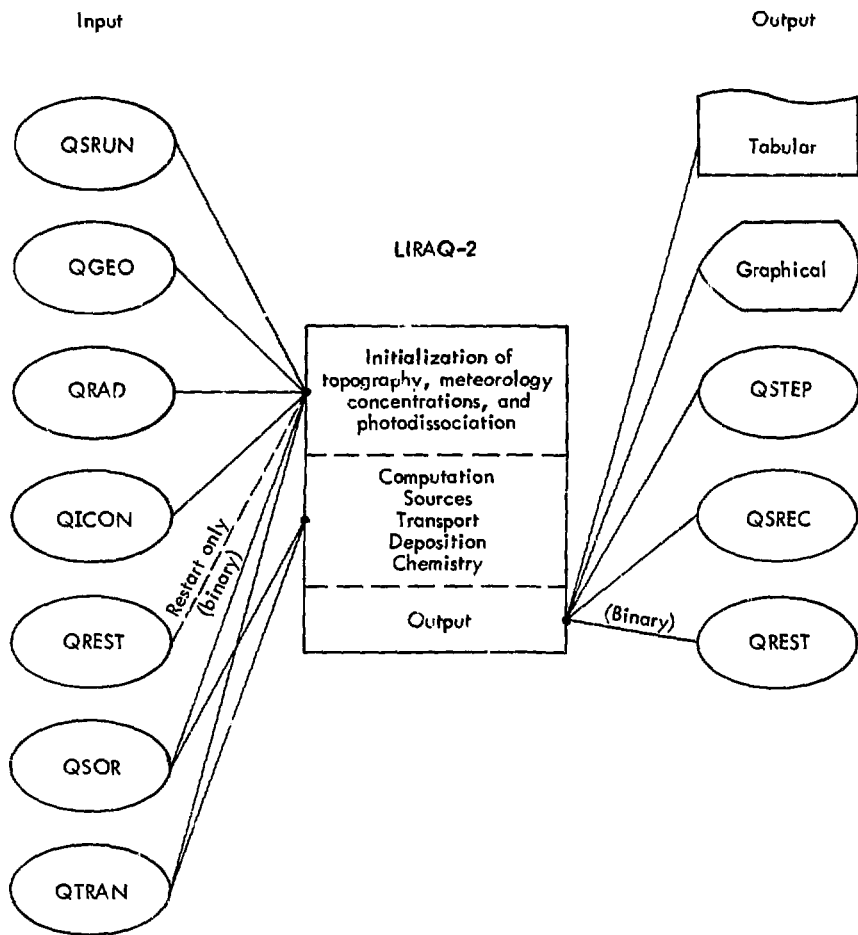 Input
Output
QSRUN
QGEO
QRAD
QICON
QREST
QSOR
QTRAN
Restart only
(binary)
LIRAQ-2
Initialization of
topography, meteorology
concentrations, and
photodissociation
Computation
Sources
Transport
Deposition
Chemistry
Output
(Binary)
Tabular
Graphical
QSTEP
QSREC
QREST